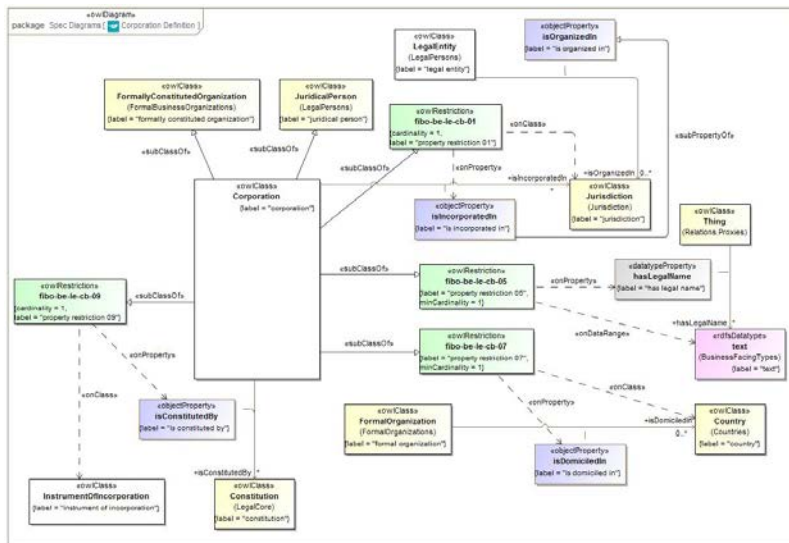 «owlDiagram»
package Spec Diagrams[ Corporation Definition ]
«objectProperty»
isOrganizedIn
{label = "is organized in"}
«owlClass»
LegalEntity
(LegalPersons)
{label = "legal entity"}
«owlClass»
FormallyConstitutedOrganization
(FormalBusinessOrganizations)
{label = "formally constituted organization"}
«owlClass»
JuridicalPerson
(LegalPersons)
{label = "juridical person"}
«owlRestriction»
fibo-be-le-cb-01
{cardinality = 1,
label = "property restriction 01"}
«onClass»
«subPropertyOf»
«subClassOf»
«subClassOf»
«subClassOf»
«onProperty»
+isOrganizedIn 0..*
+isIncorporatedIn
*
«owlClass»
Corporation
{label = "corporation"}
«owlClass»
Jurisdiction
(Jurisdiction)
{label = "jurisdiction"}
«objectProperty»
isIncorporatedIn
{label = "is incorporated in"}
«owlClass»
Thing
(Relations Proxies)
«owlRestriction»
fibo-be-le-cb-09
{cardinality = 1,
label = "property restriction 09"}
«subClassOf»
«subClassOf»
«owlRestriction»
fibo-be-le-cb-05
{label = "property restriction 05",
minCardinality = 1}
«onProperty»
«datatypeProperty»
hasLegalName
{label = "has legal name"}
«onDataRange»
+hasLegalName *
«rdfsDatatype»
text
(BusinessFacingTypes)
{label = "text"}
«subClassOf»
«owlRestriction»
fibo-be-le-cb-07
{label = "property restriction 07",
minCardinality = 1}
«onProperty»
«onClass»
«onClass»
«onProperty»
«objectProperty»
isConstitutedBy
{label = "is constituted by"}
«owlClass»
FormalOrganization
(FormalOrganizations)
{label = "formal organization"}
+isDomiciledIn
0..*
«owlClass»
Country
(Countries)
{label = "country"}
«objectProperty»
isDomiciledIn
{label = "is domiciled in"}
+isConstitutedBy *
«owlClass»
InstrumentOfIncorporation
{label = "instrument of incorporation"}
«owlClass»
Constitution
(LegalCore)
{label = "constitution"}